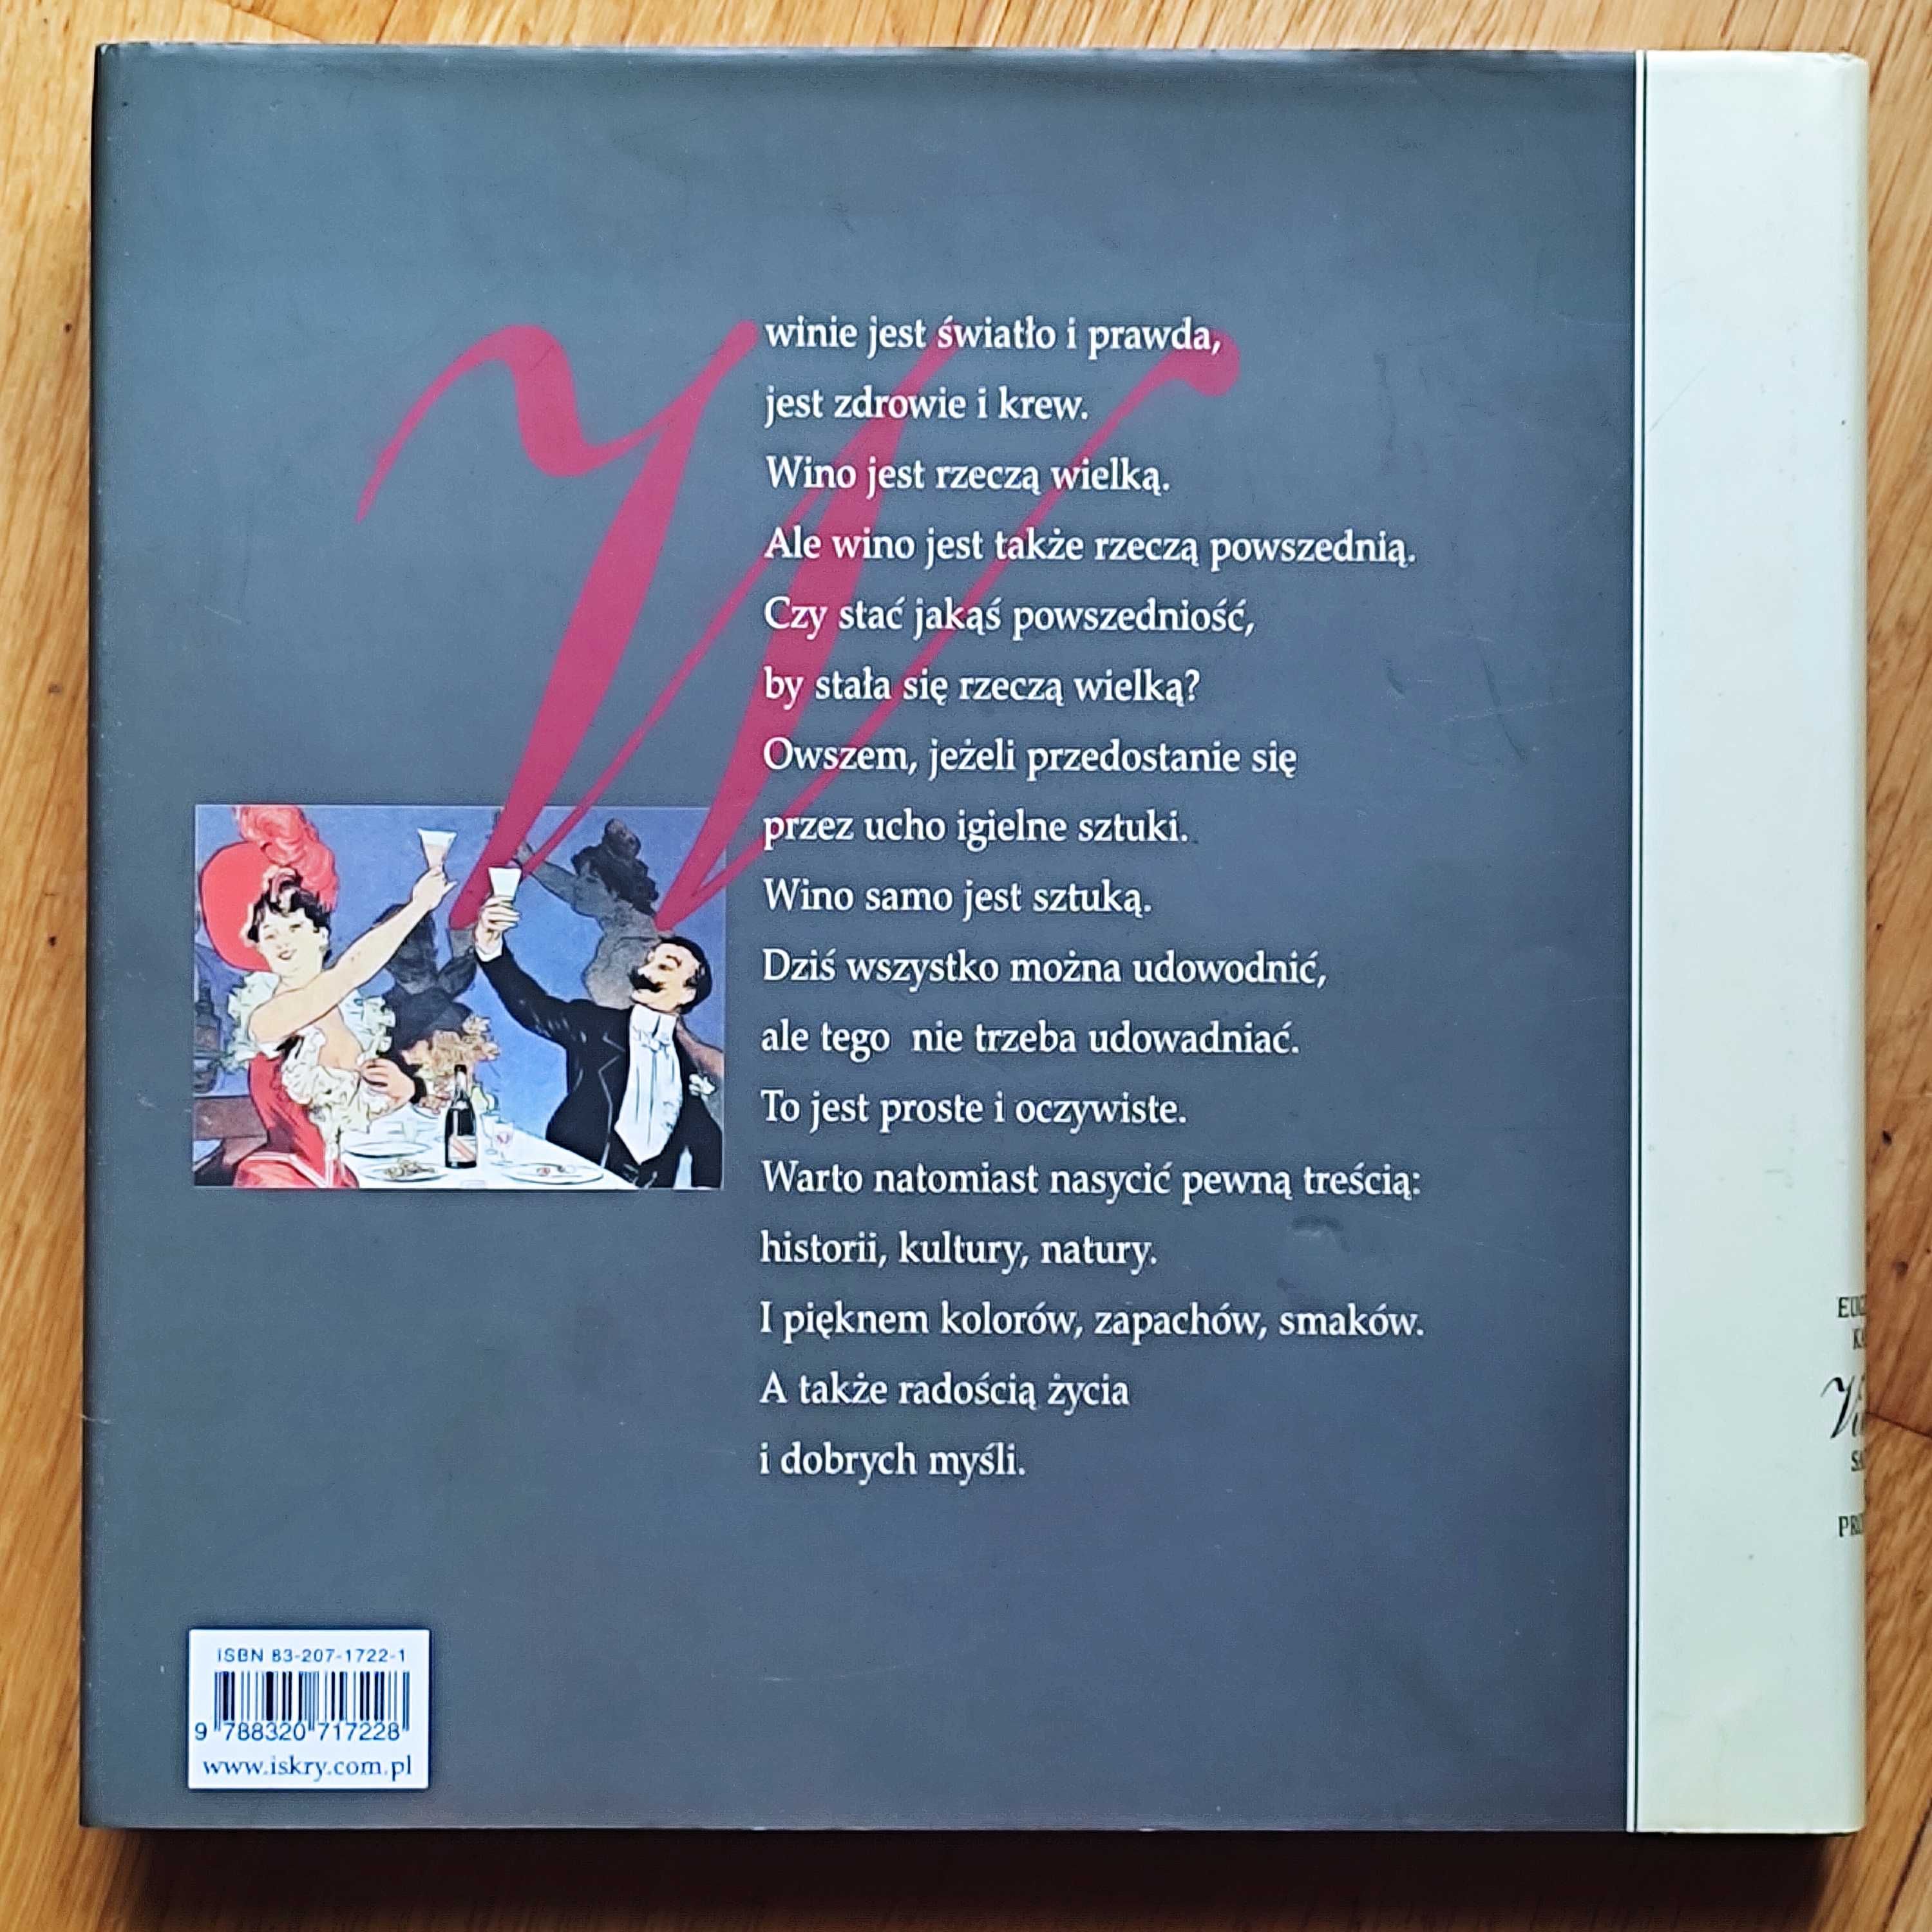 W winie jest światło i prawda,
jest zdrowie i krew.
Wino jest rzeczą wielką.
Ale wino jest także rzeczą powszednią.
Czy stać jakąś powszedniość,
by stała się rzeczą wielką?
Owszem, jeżeli przedostanie się
przez ucho igielne sztuki.
Wino samo jest sztuką.
Dziś wszystko można udowodnić,
ale tego nie trzeba udowadniać.
To jest proste i oczywiste.
Warto natomiast nasycić pewną treścią:
historii, kultury, natury.
I pięknem kolorów, zapachów, smaków.
A także radością życia
i dobrych myśli.
ISBN 83-207-1722-1
9 788320 717228
www.iskry.com.pl